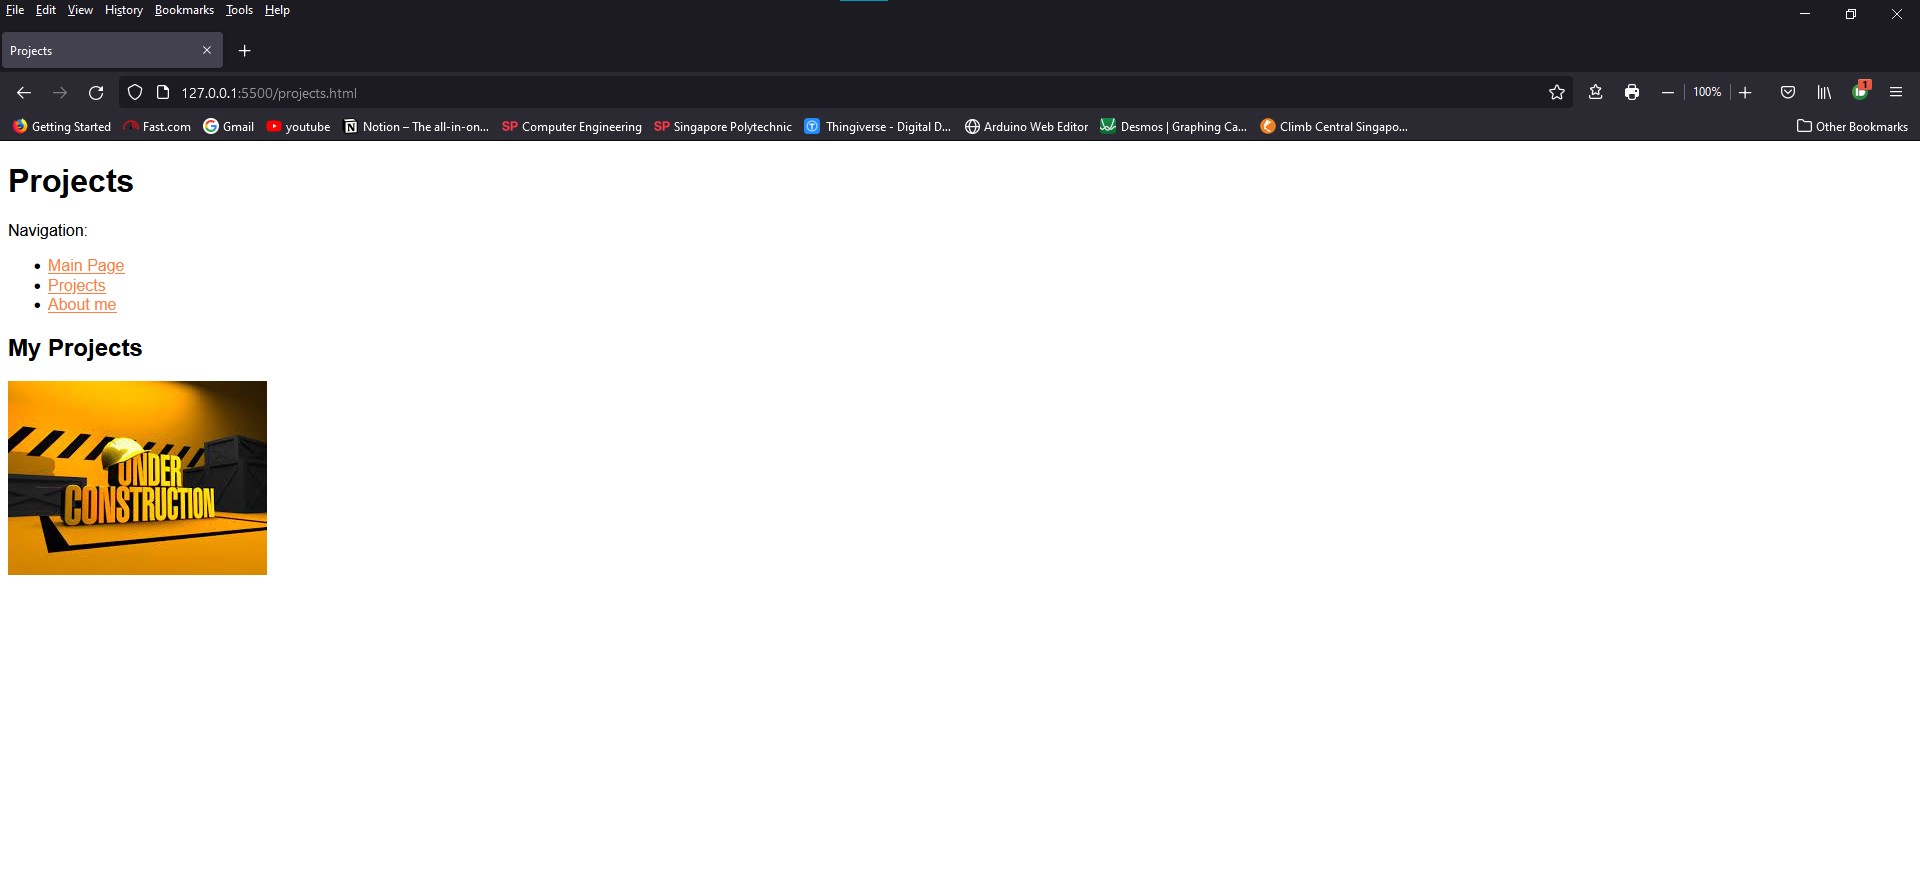 File Edit View History Bookmarks Tools Help
Projects
127.0.0.1:5500/projects.html
100%
1
Getting Started Fast.com Gmail youtube Notion – The all-in-on... SP Computer Engineering SP Singapore Polytechnic Thingiverse - Digital D... Arduino Web Editor Desmos | Graphing Ca... Climb Central Singapo... Other Bookmarks
Projects
Navigation:
Main Page
Projects
About me
My Projects
UNDER
CONSTRUCTION